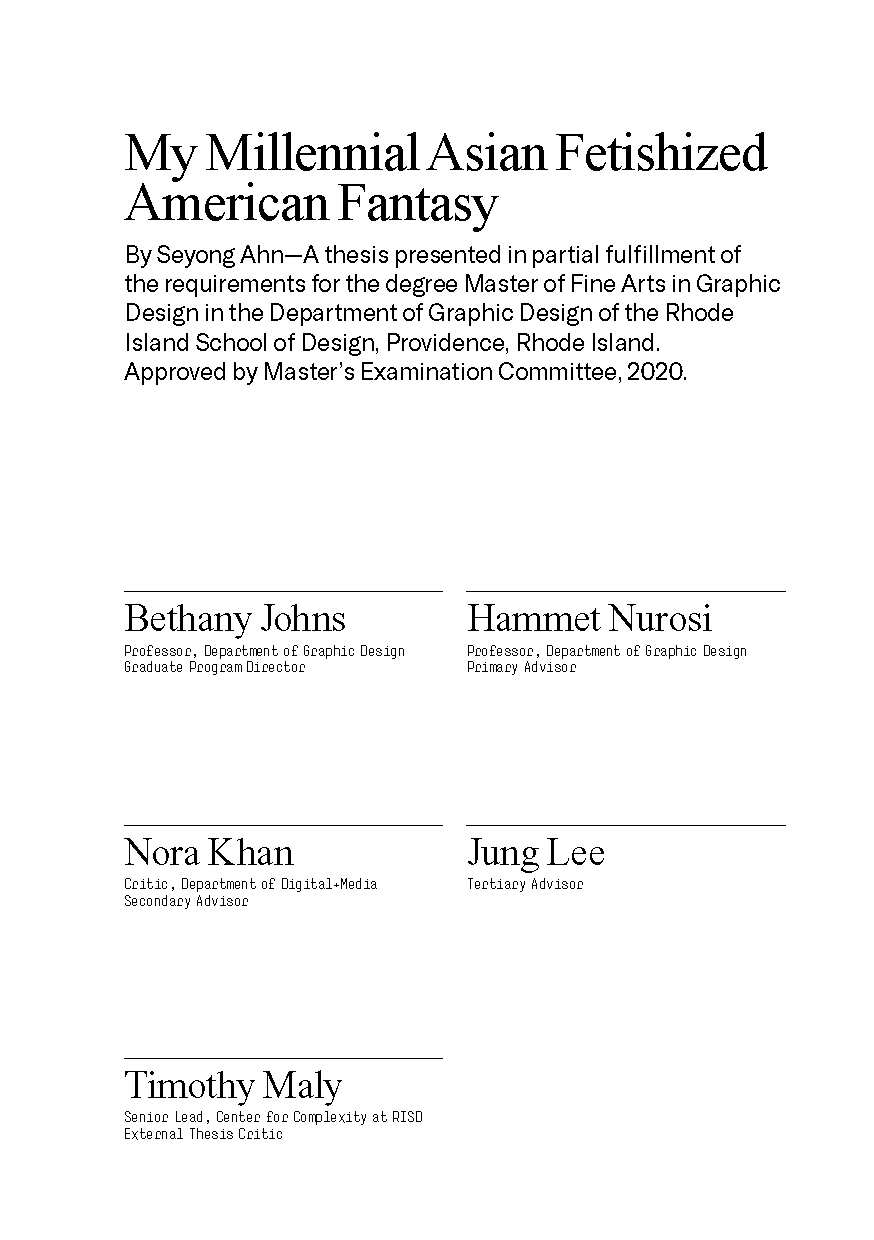 My Millennial Asian Fetishized
American Fantasy
By Seyong Ahn—A thesis presented in partial fulfillment of
the requirements for the degree Master of Fine Arts in Graphic
Design in the Department of Graphic Design of the Rhode
Island School of Design, Providence, Rhode Island.
Approved by Master’s Examination Committee, 2020.
Bethany Johns
Professor, Department of Graphic Design
Graduate Program Director
Hammet Nurosi
Professor, Department of Graphic Design
Primary Advisor
Nora Khan
Critic, Department of Digital+Media
Secondary Advisor
Jung Lee
Tertiary Advisor
Timothy Maly
Senior Lead, Center for Complexity at RISD
External Thesis Critic